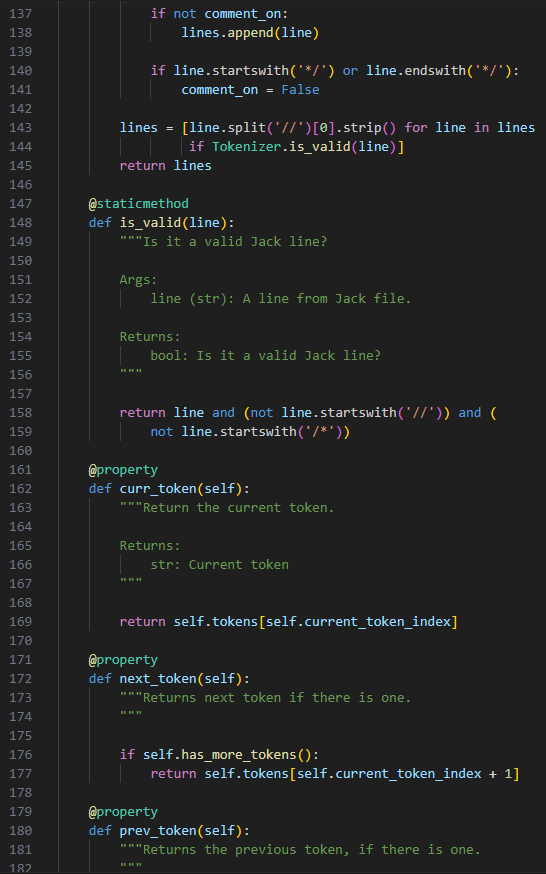 137 if not comment_on:
138 lines.append(line)
139
140 if line.startswith('*/') or line.endswith('*/'):
141 comment_on = False
142
143 lines = [line.split('//')[0].strip() for line in lines
144 if Tokenizer.is_valid(line)]
145 return lines
146
147 @staticmethod
148 def is_valid(line):
149 """Is it a valid Jack line?
150
151 Args:
152 line (str): A line from Jack file.
153
154 Returns:
155 bool: Is it a valid Jack line?
156 """
157
158 return line and (not line.startswith('//')) and (
159 not line.startswith('/*'))
160
161 @property
162 def curr_token(self):
163 """Return the current token.
164
165 Returns:
166 str: Current token
167 """
168
169 return self.tokens[self.current_token_index]
170
171 @property
172 def next_token(self):
173 """Returns next token if there is one.
174 """
175
176 if self.has_more_tokens():
177 return self.tokens[self.current_token_index + 1]
178
179 @property
180 def prev_token(self):
181 """Returns the previous token, if there is one.
182 """